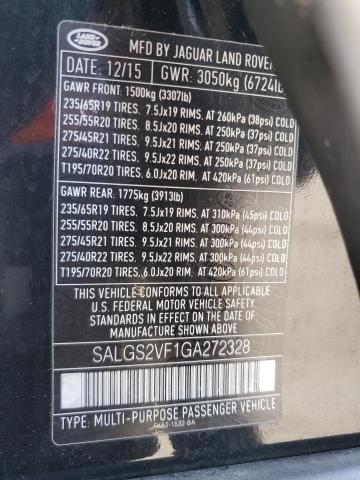 LAND ROVER
MFD BY JAGUAR LAND ROVER
DATE: 12/15 GWR: 3050kg (6724lb
GAWR FRONT: 1500kg (3307lb)
235/65R19 TIRES. 7.5Jx19 RIMS. AT 260kPa (38psi) COLD
255/55R20 TIRES. 8.5Jx20 RIMS. AT 250kPa (37psi) COLD
275/45R21 TIRES. 9.5Jx21 RIMS. AT 250kPa (37psi) COLD
275/40R22 TIRES. 9.5Jx22 RIMS. AT 250kPa (37psi) COLD
T195/70R20 TIRES. 6.0Jx20 RIM. AT 420kPa (61psi) COLD
GAWR REAR: 1775kg (3913lb)
235/65R19 TIRES. 7.5Jx19 RIMS. AT 310kPa (45psi) COLD
255/55R20 TIRES. 8.5Jx20 RIMS. AT 300kPa (44psi) COLD
275/45R21 TIRES. 9.5Jx21 RIMS. AT 300kPa (44psi) COLD
275/40R22 TIRES. 9.5Jx22 RIMS. AT 300kPa (44psi) COLD
T195/70R20 TIRES. 6.0Jx20 RIM. AT 420kPa (61psi) COLD
THIS VEHICLE CONFORMS TO ALL APPLICABLE
U.S. FEDERAL MOTOR VEHICLE SAFETY
STANDARDS IN EFFECT ON THE DATE OF
MANUFACTURE SHOWN ABOVE.
SALGS2VF1GA272328
TYPE: MULTI-PURPOSE PASSENGER VEHICLE
FK52-1532-BA